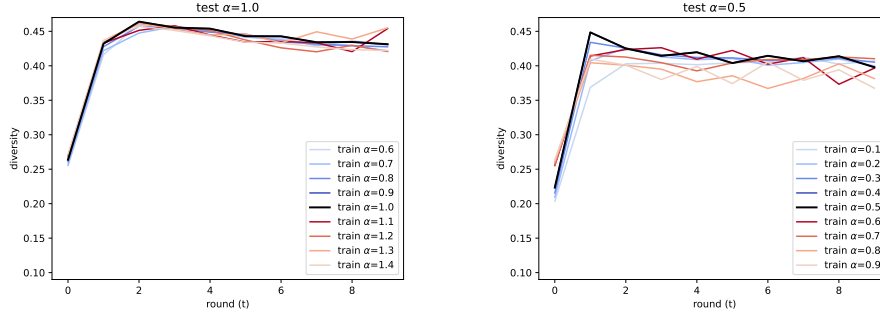 test α=1.0
0.45
0.40
0.35
0.30
0.25
0.20
0.15
0.10
diversity
0
2
4
6
8
round (t)
train α=0.6
train α=0.7
train α=0.8
train α=0.9
train α=1.0
train α=1.1
train α=1.2
train α=1.3
train α=1.4
test α=0.5
0.45
0.40
0.35
0.30
0.25
0.20
0.15
0.10
diversity
0
2
4
6
8
round (t)
train α=0.1
train α=0.2
train α=0.3
train α=0.4
train α=0.5
train α=0.6
train α=0.7
train α=0.8
train α=0.9